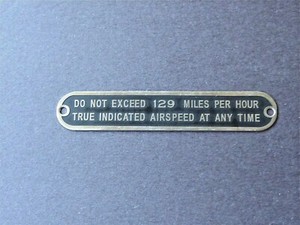 DO NOT EXCEED 129 MILES PER HOUR
TRUE INDICATED AIRSPEED AT ANY TIME